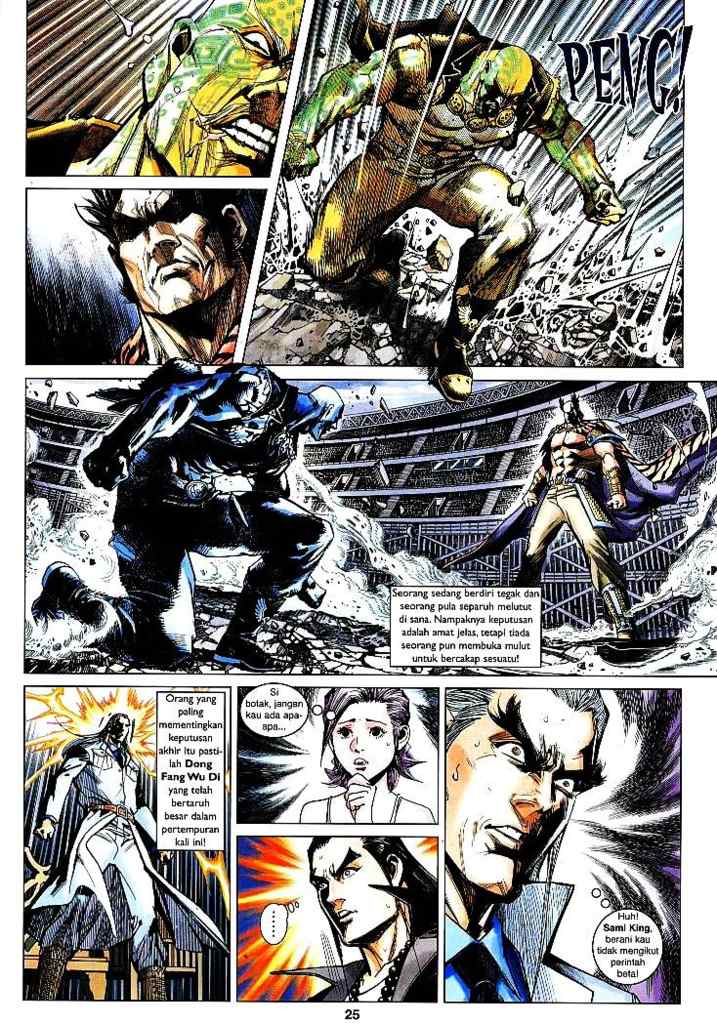 PENG!
Seorang sedang berdiri tegak dan
seorang pula separuh melutut
di sana. Nampaknya keputusan
adalah amat jelas, tetapi tiada
seorang pun membuka mulut
untuk bercakap sesuatu!
Orang yang
paling
mementingkan
keputusan
akhir itu pasti-
lah Dong
Fang Wu Di
yang telah
bertaruh
besar dalam
pertempuran
kali ini!
Si
botak, jangan
kau ada apa-
apa...
Huh!
Sami King,
berani kau
tidak mengikut
perintah
beta!
25